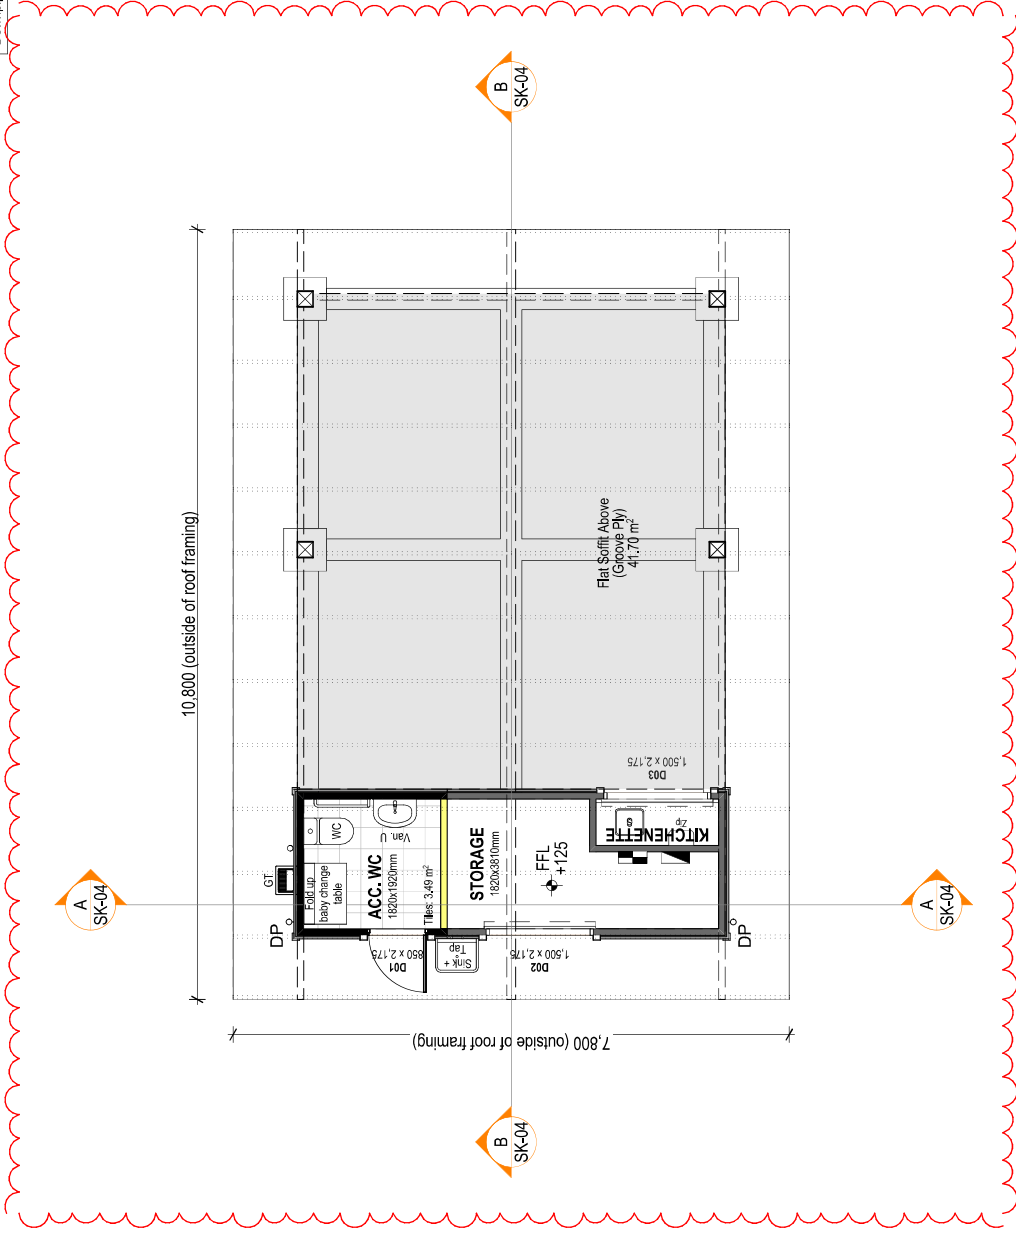 B
SK-04
10,800 (outside of roof framing)
Flat Soffit Above
(Groove Ply)
41.70 m²
D03
1,500 x 2,175
KITCHENETTE
Zip
S
WC
Van. U
GT
Fold up
baby change
table
ACC. WC
1820x1920mm
Tiles: 3.49 m²
STORAGE
1820x3810mm
FFL
+125
A
SK-04
A
SK-04
DP
DP
D01
850 x 2,175
Sink +
Tap
D02
1,500 x 2,175
7,800 (outside of roof framing)
B
SK-04